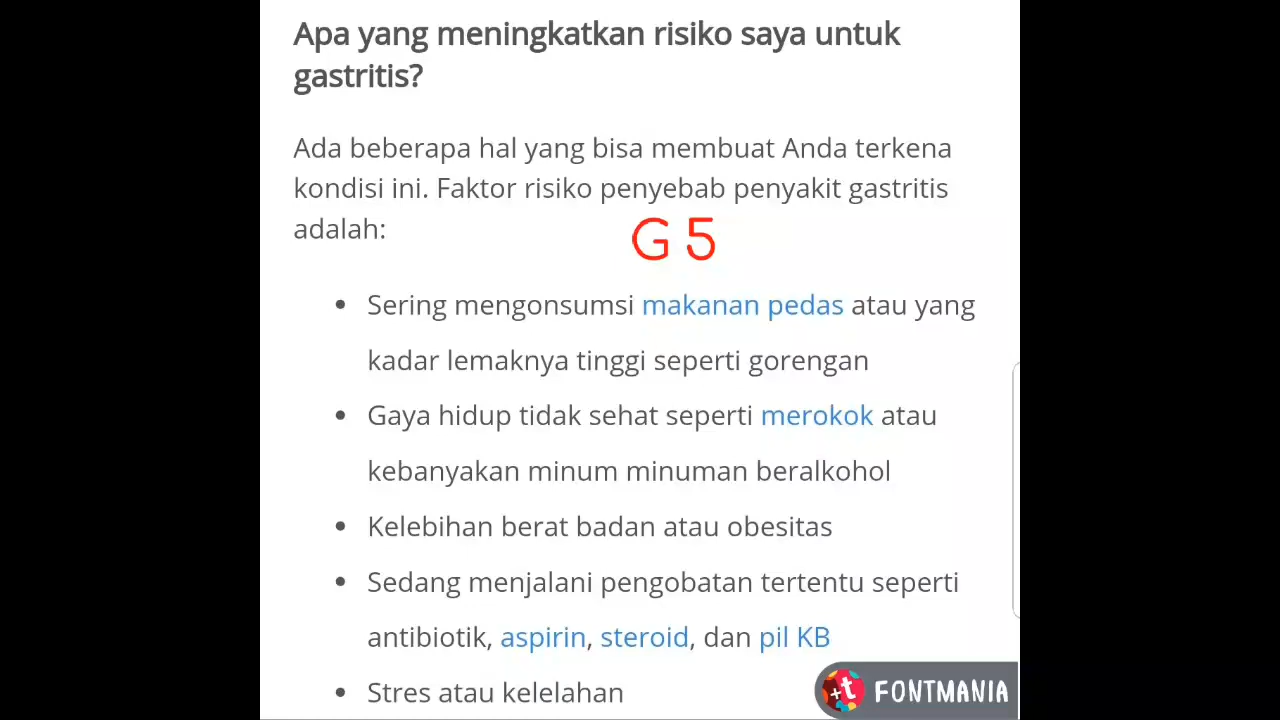 Apa yang meningkatkan risiko saya untuk
gastritis?
Ada beberapa hal yang bisa membuat Anda terkena
kondisi ini. Faktor risiko penyebab penyakit gastritis
adalah:
G 5
• Sering mengonsumsi makanan pedas atau yang
kadar lemaknya tinggi seperti gorengan
• Gaya hidup tidak sehat seperti merokok atau
kebanyakan minum minuman beralkohol
• Kelebihan berat badan atau obesitas
• Sedang menjalani pengobatan tertentu seperti
antibiotik, aspirin, steroid, dan pil KB
• Stres atau kelelahan
+t FONTMANIA